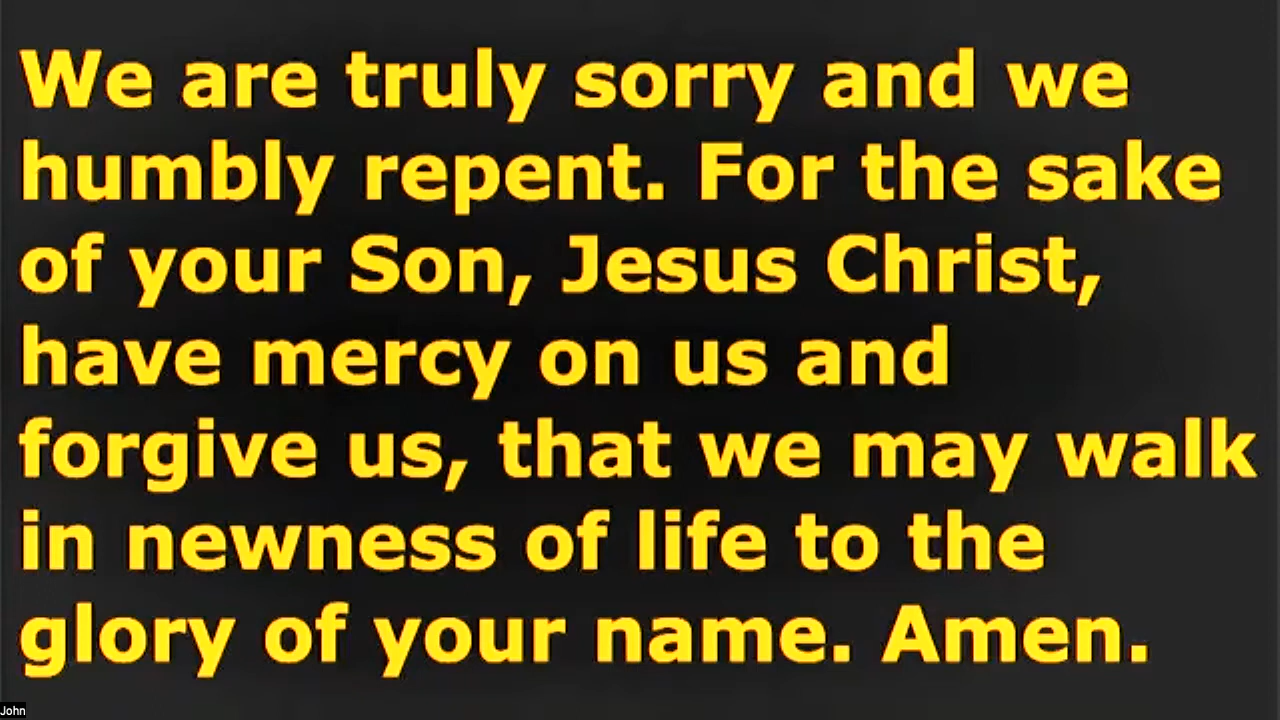 We are truly sorry and we
humbly repent. For the sake
of your Son, Jesus Christ,
have mercy on us and
forgive us, that we may walk
in newness of life to the
glory of your name. Amen.
John